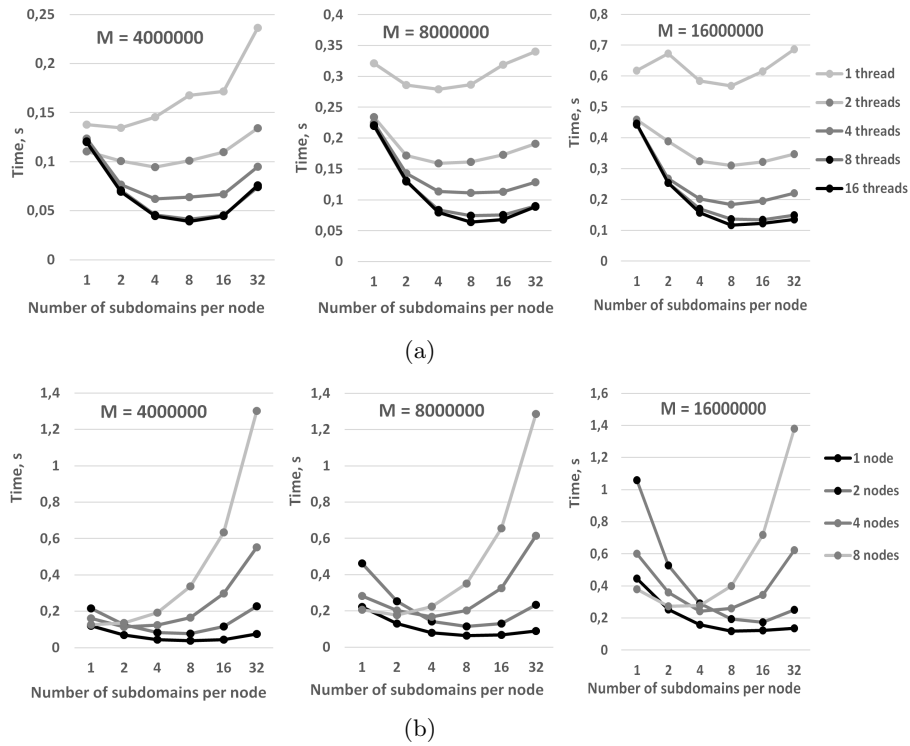 M = 4000000
0,25
0,2
0,15
0,1
0,05
0
Time, s
1 2 4 8 16 32
Number of subdomains per node
M = 8000000
0,4
0,35
0,3
0,25
0,2
0,15
0,1
0,05
0
Time, s
1 2 4 8 16 32
Number of subdomains per node
M = 16000000
0,8
0,7
0,6
0,5
0,4
0,3
0,2
0,1
0
Time, s
1 2 4 8 16 32
Number of subdomains per node
1 thread
2 threads
4 threads
8 threads
16 threads
(a)
M = 4000000
1,4
1,2
1
0,8
0,6
0,4
0,2
0
Time, s
1 2 4 8 16 32
Number of subdomains per node
M = 8000000
1,4
1,2
1
0,8
0,6
0,4
0,2
0
Time, s
1 2 4 8 16 32
Number of subdomains per node
M = 16000000
1,6
1,4
1,2
1
0,8
0,6
0,4
0,2
0
Time, s
1 2 4 8 16 32
Number of subdomains per node
1 node
2 nodes
4 nodes
8 nodes
(b)